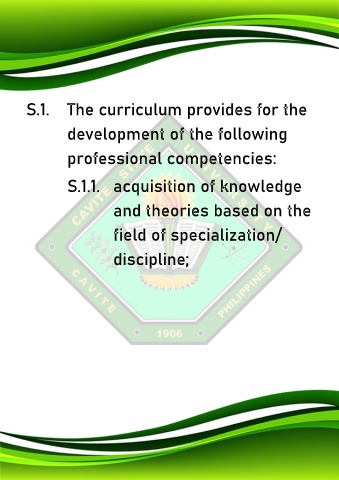 S.1. The curriculum provides for the
development of the following
professional competencies:
S.1.1. acquisition of knowledge
and theories based on the
field of specialization/
discipline;
CAVITE STATE UNIVERSITY
CAVITE
1906
PHILIPPINES